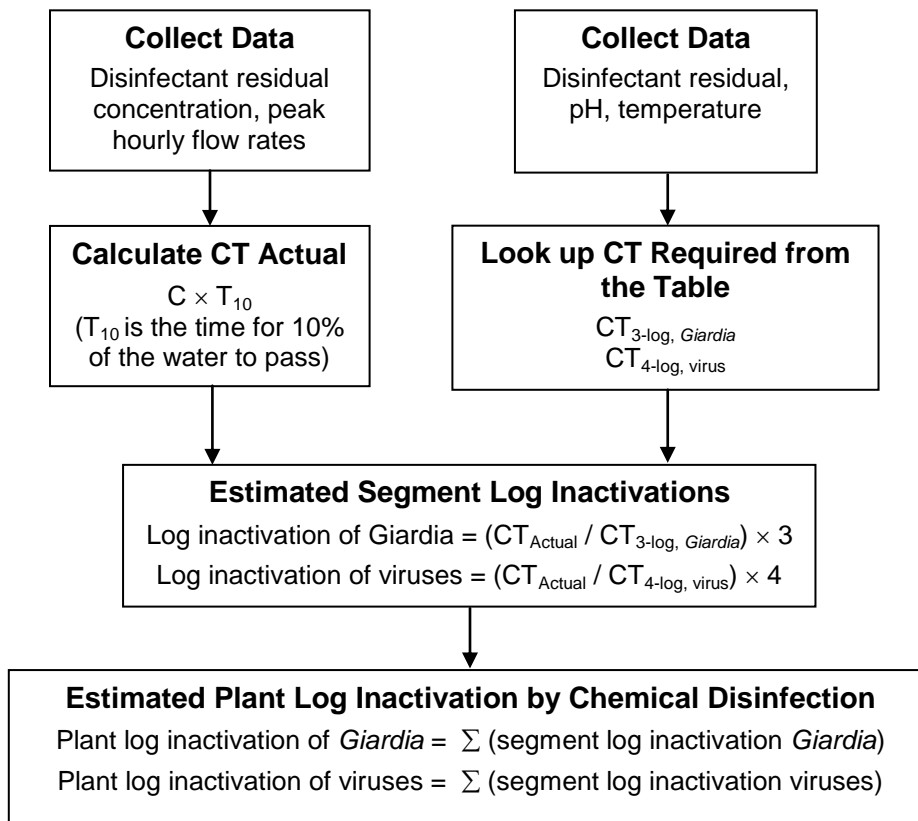 Collect Data
Disinfectant residual
concentration, peak
hourly flow rates
Collect Data
Disinfectant residual,
pH, temperature
Calculate CT Actual
C × T₁₀
(T₁₀ is the time for 10%
of the water to pass)
Look up CT Required from
the Table
CT₃₋ₗₒg, Giardia
CT₄₋ₗₒg, virus
Estimated Segment Log Inactivations
Log inactivation of Giardia = (CTActual / CT3-log, Giardia) × 3
Log inactivation of viruses = (CTActual / CT4-log, virus) × 4
Estimated Plant Log Inactivation by Chemical Disinfection
Plant log inactivation of Giardia = ∑ (segment log inactivation Giardia)
Plant log inactivation of viruses = ∑ (segment log inactivation viruses)